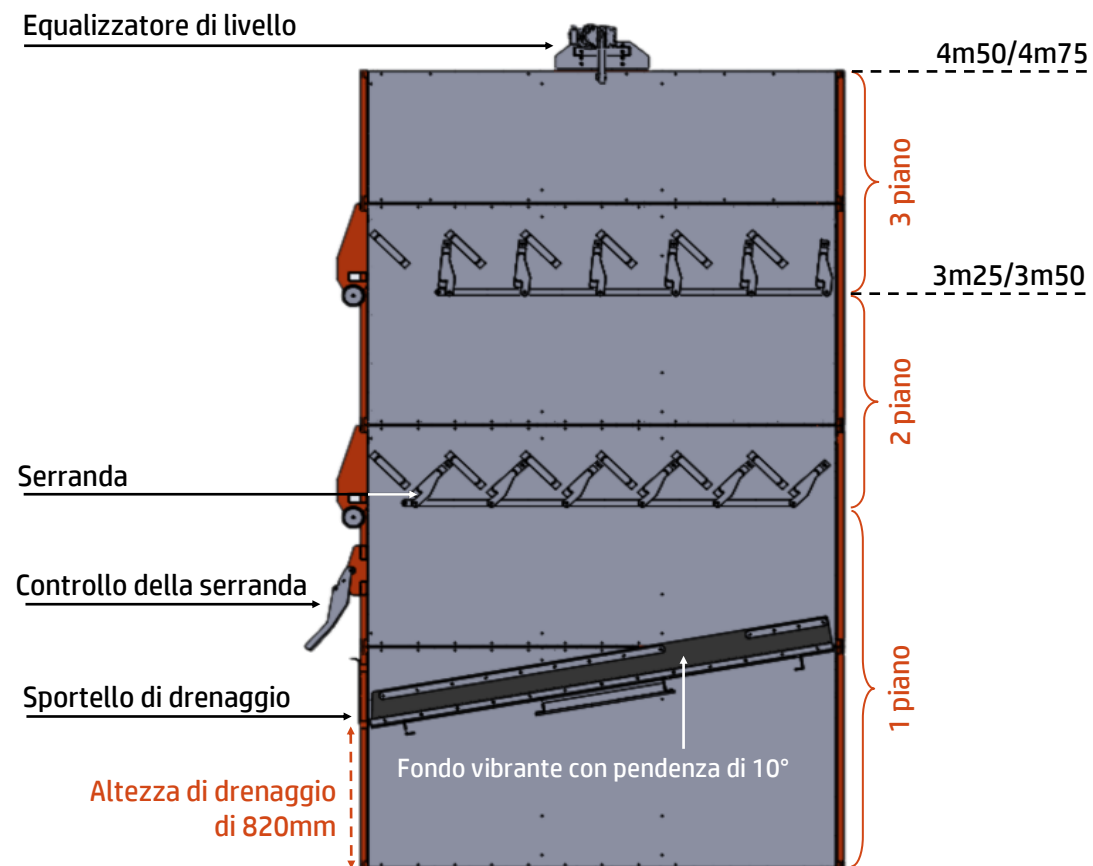 Equalizzatore di livello
4m50/4m75
3 piano
3m25/3m50
2 piano
Serranda
Controllo della serranda
Sportello di drenaggio
1 piano
Fondo vibrante con pendenza di 10°
Altezza di drenaggio
di 820mm